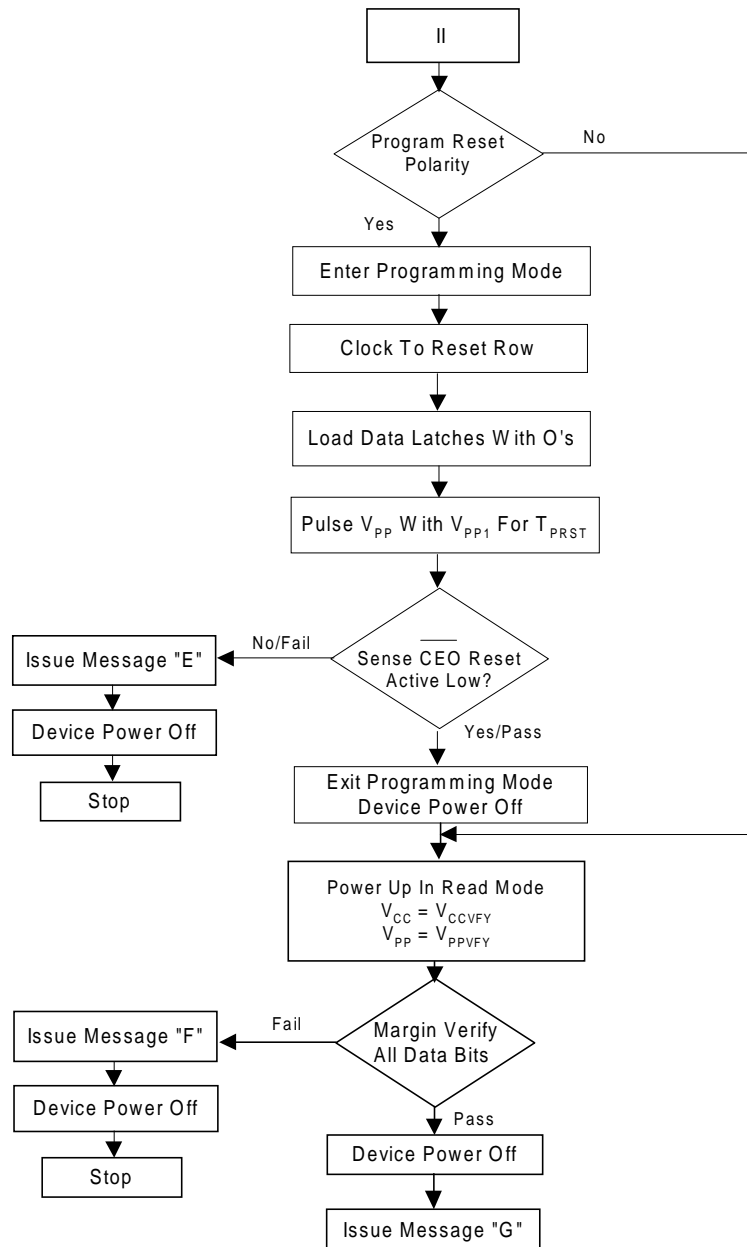 II
Program Reset
Polarity
No
Yes
Enter Programming Mode
Clock To Reset Row
Load Data Latches With O's
Pulse VPP With VPP1 For TPRST
No/Fail
Issue Message "E"
Sense CEO Reset
Active Low?
Device Power Off
Yes/Pass
Stop
Exit Programming Mode
Device Power Off
Power Up In Read Mode
VCC = VCCVFY
VPP = VPPVFY
Fail
Issue Message "F"
Margin Verify
All Data Bits
Device Power Off
Pass
Stop
Device Power Off
Issue Message "G"